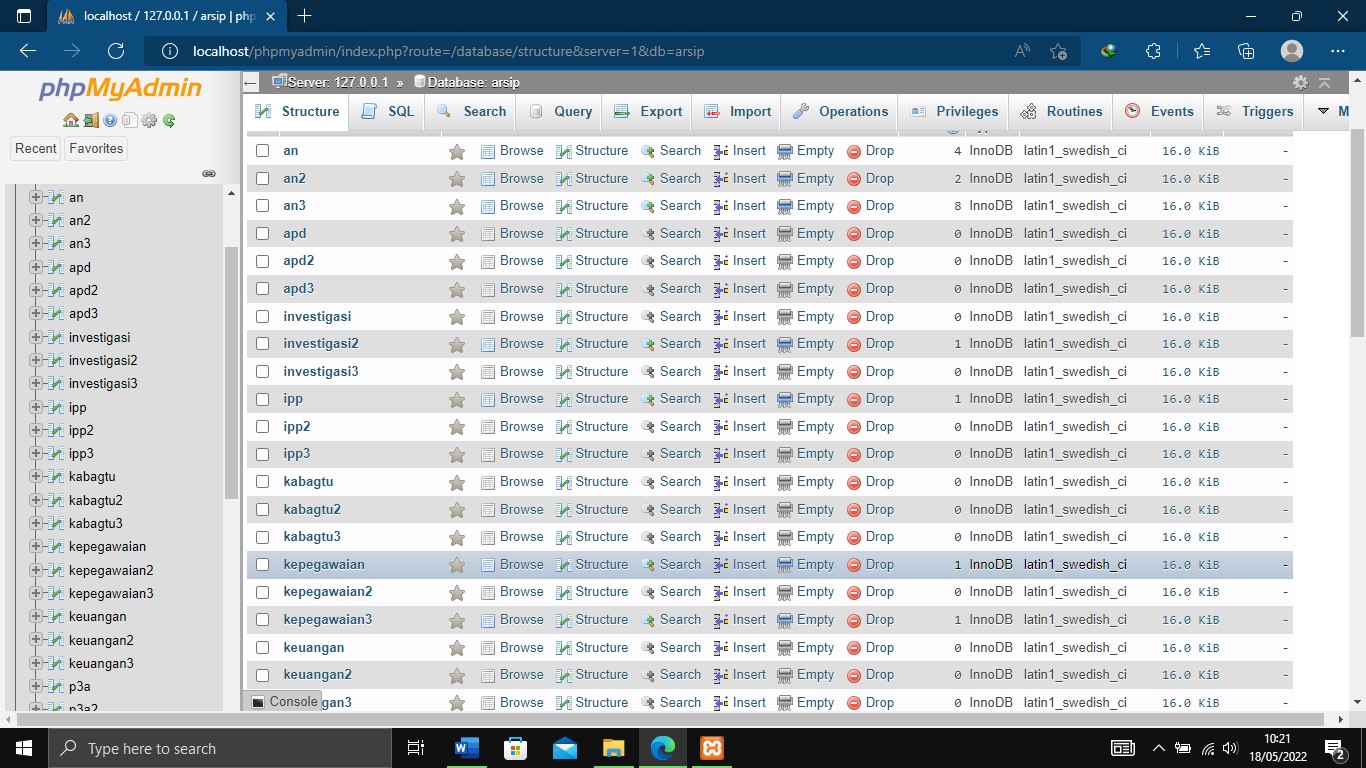 localhost / 127.0.0.1 / arsip | php
localhost/phpmyadmin/index.php?route=/database/structure&server=1&db=arsip
phpMyAdmin
Recent Favorites
an
an2
an3
apd
apd2
apd3
investigasi
investigasi2
investigasi3
ipp
ipp2
ipp3
kabagtu
kabagtu2
kabagtu3
kepegawaian
kepegawaian2
kepegawaian3
keuangan
keuangan2
keuangan3
p3a
p3a2
Server: 127.0.0.1 » Database: arsip
Structure SQL Search Query Export Import Operations Privileges Routines Events Triggers M
an Browse Structure Search Insert Empty Drop 4 InnoDB latin1_swedish_ci 16.0 KiB -
an2 Browse Structure Search Insert Empty Drop 2 InnoDB latin1_swedish_ci 16.0 KiB -
an3 Browse Structure Search Insert Empty Drop 8 InnoDB latin1_swedish_ci 16.0 KiB -
apd Browse Structure Search Insert Empty Drop 0 InnoDB latin1_swedish_ci 16.0 KiB -
apd2 Browse Structure Search Insert Empty Drop 0 InnoDB latin1_swedish_ci 16.0 KiB -
apd3 Browse Structure Search Insert Empty Drop 0 InnoDB latin1_swedish_ci 16.0 KiB -
investigasi Browse Structure Search Insert Empty Drop 0 InnoDB latin1_swedish_ci 16.0 KiB -
investigasi2 Browse Structure Search Insert Empty Drop 1 InnoDB latin1_swedish_ci 16.0 KiB -
investigasi3 Browse Structure Search Insert Empty Drop 0 InnoDB latin1_swedish_ci 16.0 KiB -
ipp Browse Structure Search Insert Empty Drop 1 InnoDB latin1_swedish_ci 16.0 KiB -
ipp2 Browse Structure Search Insert Empty Drop 0 InnoDB latin1_swedish_ci 16.0 KiB -
ipp3 Browse Structure Search Insert Empty Drop 0 InnoDB latin1_swedish_ci 16.0 KiB -
kabagtu Browse Structure Search Insert Empty Drop 0 InnoDB latin1_swedish_ci 16.0 KiB -
kabagtu2 Browse Structure Search Insert Empty Drop 0 InnoDB latin1_swedish_ci 16.0 KiB -
kabagtu3 Browse Structure Search Insert Empty Drop 0 InnoDB latin1_swedish_ci 16.0 KiB -
kepegawaian Browse Structure Search Insert Empty Drop 1 InnoDB latin1_swedish_ci 16.0 KiB -
kepegawaian2 Browse Structure Search Insert Empty Drop 0 InnoDB latin1_swedish_ci 16.0 KiB -
kepegawaian3 Browse Structure Search Insert Empty Drop 1 InnoDB latin1_swedish_ci 16.0 KiB -
keuangan Browse Structure Search Insert Empty Drop 0 InnoDB latin1_swedish_ci 16.0 KiB -
keuangan2 Browse Structure Search Insert Empty Drop 0 InnoDB latin1_swedish_ci 16.0 KiB -
gan3 Browse Structure Search Insert Empty Drop 0 InnoDB latin1_swedish_ci 16.0 KiB -
Console
Type here to search
10:21
18/05/2022
2